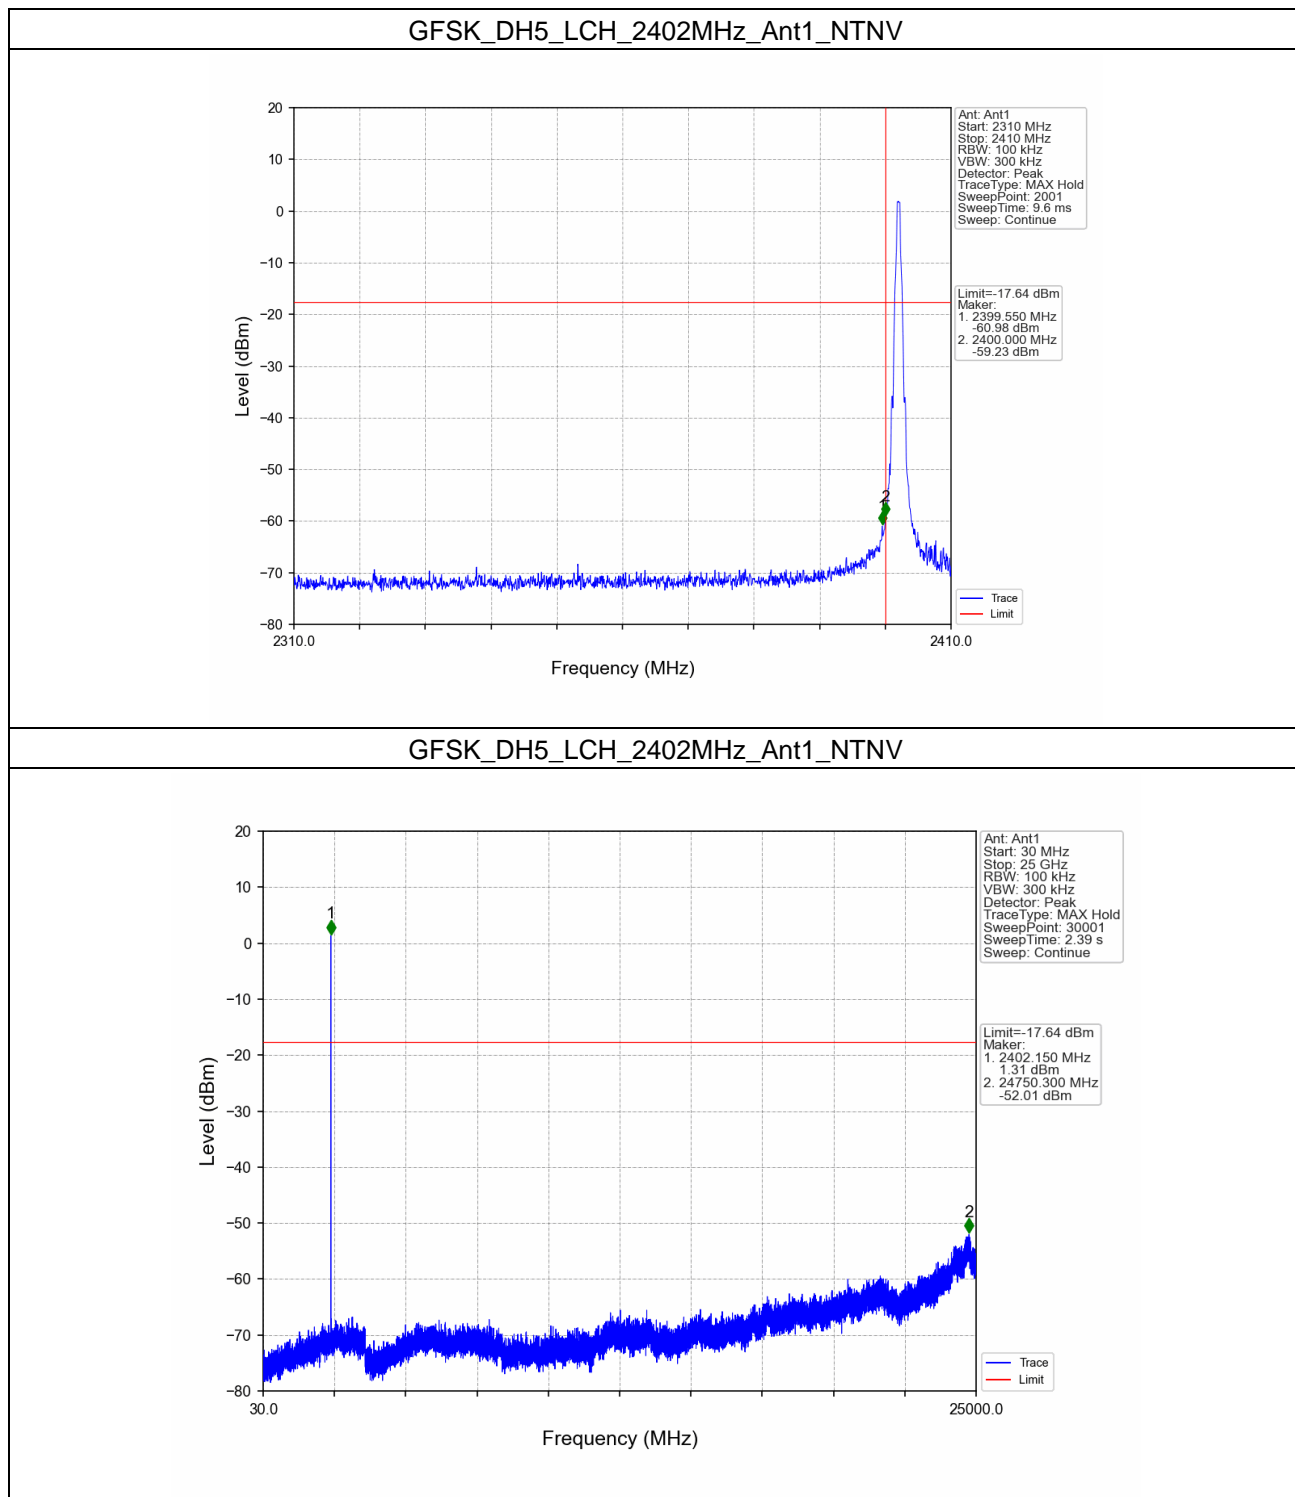 GFSK_DH5_LCH_2402MHz_Ant1_NTNV
20
10
0
−10
−20
−30
−40
−50
−60
−70
−80
Level (dBm)
2310.0
2410.0
Frequency (MHz)
2
Ant: Ant1
Start: 2310 MHz
Stop: 2410 MHz
RBW: 100 kHz
VBW: 300 kHz
Detector: Peak
TraceType: MAX Hold
SweepPoint: 2001
SweepTime: 9.6 ms
Sweep: Continue
Limit=-17.64 dBm
Maker:
1. 2399.550 MHz
-60.98 dBm
2. 2400.000 MHz
-59.23 dBm
Trace
Limit
GFSK_DH5_LCH_2402MHz_Ant1_NTNV
20
10
0
−10
−20
−30
−40
−50
−60
−70
−80
Level (dBm)
30.0
25000.0
Frequency (MHz)
1
2
Ant: Ant1
Start: 30 MHz
Stop: 25 GHz
RBW: 100 kHz
VBW: 300 kHz
Detector: Peak
TraceType: MAX Hold
SweepPoint: 30001
SweepTime: 2.39 s
Sweep: Continue
Limit=-17.64 dBm
Maker:
1. 2402.150 MHz
1.31 dBm
2. 24750.300 MHz
-52.01 dBm
Trace
Limit